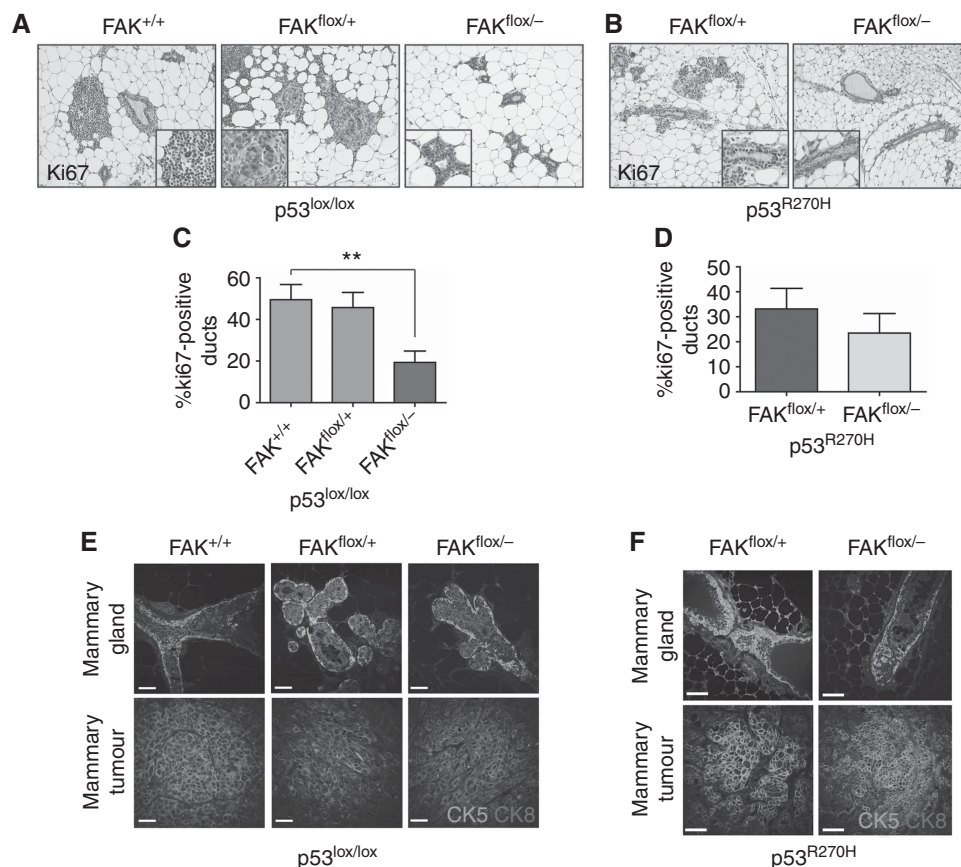 A FAK+/+ FAKflox/+ FAKflox/–
B FAKflox/+ FAKflox/–
Ki67
Ki67
p53lox/lox
p53R270H
C
**
%ki67-positive
ducts
60
40
20
0
FAK+/+
FAKflox/+
FAKflox/–
p53lox/lox
D
%ki67-positive
ducts
50
40
30
20
10
0
FAKflox/+ FAKflox/–
p53R270H
E FAK+/+ FAKflox/+ FAKflox/–
Mammary
gland
Mammary
tumour
CK5 CK8
p53lox/lox
F FAKflox/+ FAKflox/–
Mammary
gland
Mammary
tumour
CK5 CK8
p53R270H